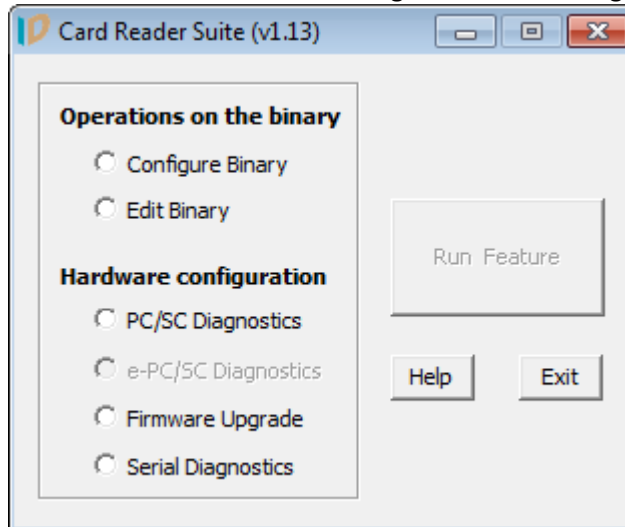 Card Reader Suite (v1.13)
Operations on the binary
Configure Binary
Edit Binary
Run Feature
Hardware configuration
PC/SC Diagnostics
e-PC/SC Diagnostics
Help
Exit
Firmware Upgrade
Serial Diagnostics